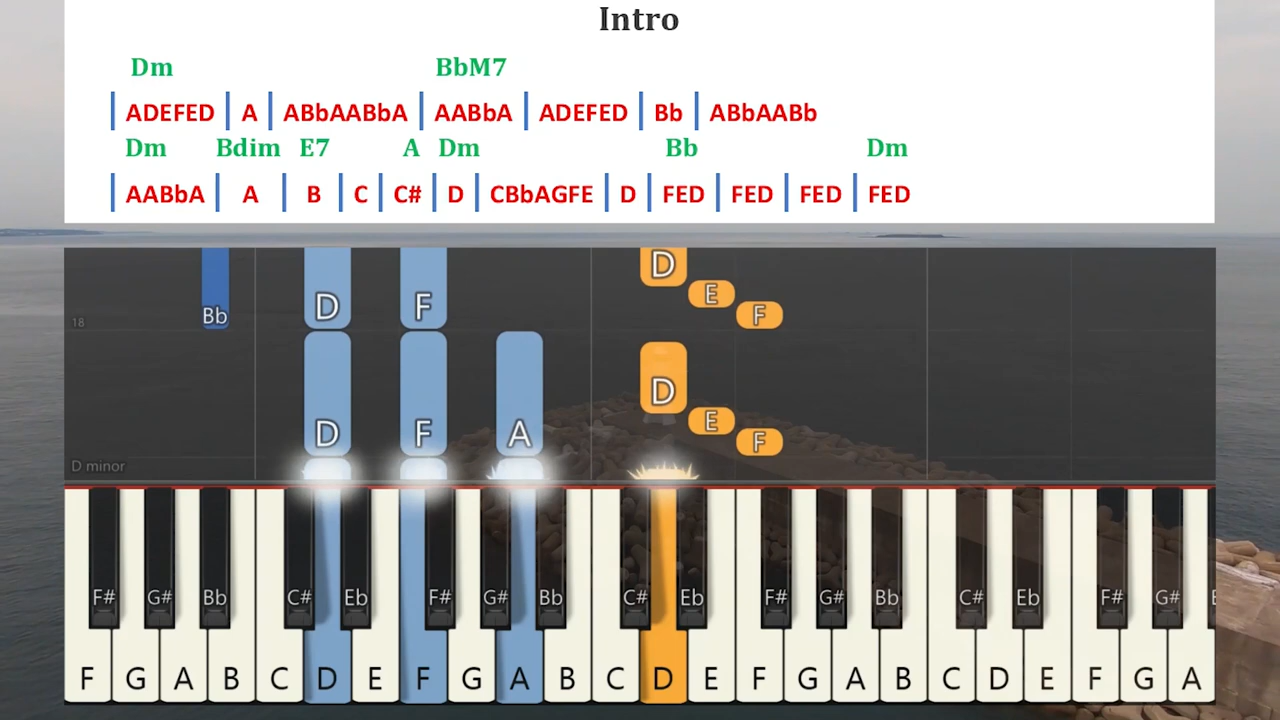 Intro
Dm BbM7
ADEFED | A | ABbAABbA | AABbA | ADEFED | Bb | ABbAABb
Dm Bdim E7 A Dm Bb Dm
AABbA | A | B | C | C# | D | CBbAGFE | D | FED | FED | FED | FED
D
E
Bb D F F
18
D
D F A E
F
D minor
F# G# Bb C# Eb F# G# Bb C# Eb F# G# Bb C# Eb F# G#
F G A B C D E F G A B C D E F G A B C D E F G A